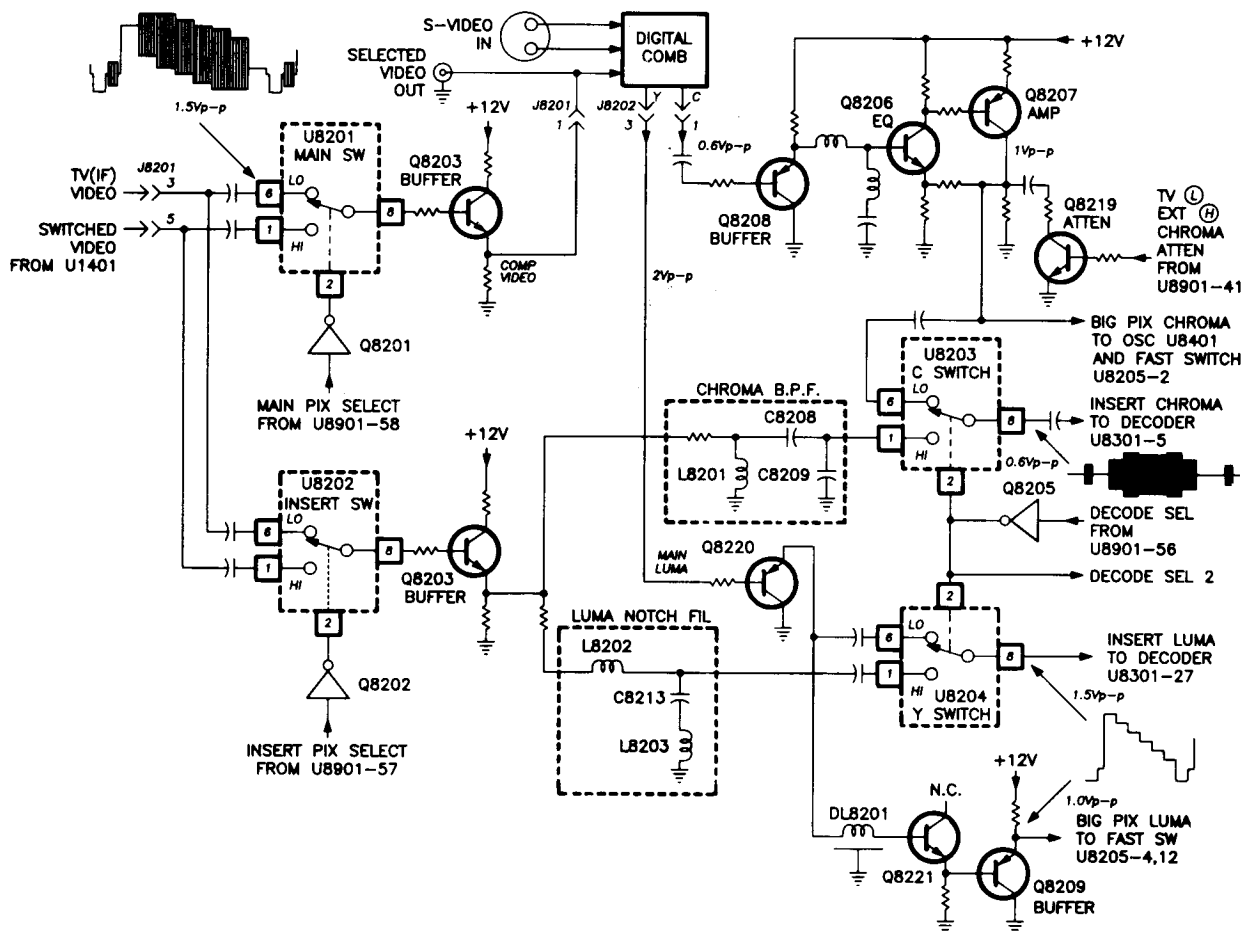 S-VIDEO
IN
DIGITAL
COMB
SELECTED
VIDEO
OUT
+12V
1.5Vp-p
J8201
1
J8202
3
Y
C
1
0.6Vp-p
Q8206
EQ
Q8207
AMP
1Vp-p
+12V
U8201
MAIN SW
Q8203
BUFFER
TV(IF)
VIDEO
J8201
3
6
LO
8
SWITCHED
VIDEO
FROM U1401
5
1
HI
2
COMP
VIDEO
Q8208
BUFFER
Q8219
ATTEN
TV L
EXT H
CHROMA
ATTEN
FROM
U8901-41
2Vp-p
Q8201
MAIN PIX SELECT
FROM U8901-58
BIG PIX CHROMA
TO OSC U8401
AND FAST SWITCH
U8205-2
U8203
C SWITCH
6
LO
8
1
HI
2
INSERT CHROMA
TO DECODER
U8301-5
0.6Vp-p
CHROMA B.P.F.
C8208
L8201
C8209
+12V
U8202
INSERT SW
6
LO
8
1
HI
2
Q8203
BUFFER
Q8205
DECODE SEL
FROM
U8901-56
DECODE SEL 2
Q8220
MAIN
LUMA
2
6
LO
8
1
HI
U8204
Y SWITCH
INSERT LUMA
TO DECODER
U8301-27
1.5Vp-p
LUMA NOTCH FIL
L8202
C8213
L8203
Q8202
INSERT PIX SELECT
FROM U8901-57
+12V
1.0Vp-p
N.C.
DL8201
Q8221
Q8209
BUFFER
BIG PIX LUMA
TO FAST SW
U8205-4,12